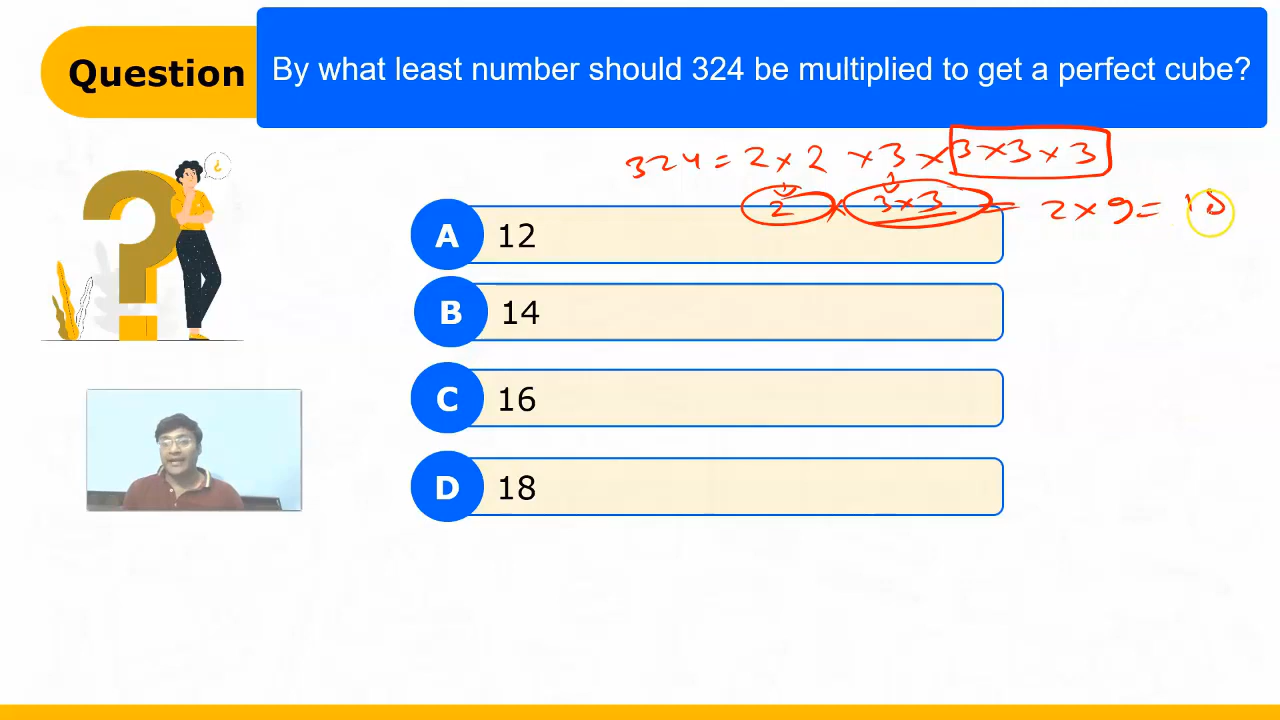 Question
By what least number should 324 be multiplied to get a perfect cube?
¿
324 = 2 × 2 × 3 × 3 × 3 × 3
2 × 3 × 3 = 2 × 9 = 18
A 12
B 14
C 16
D 18